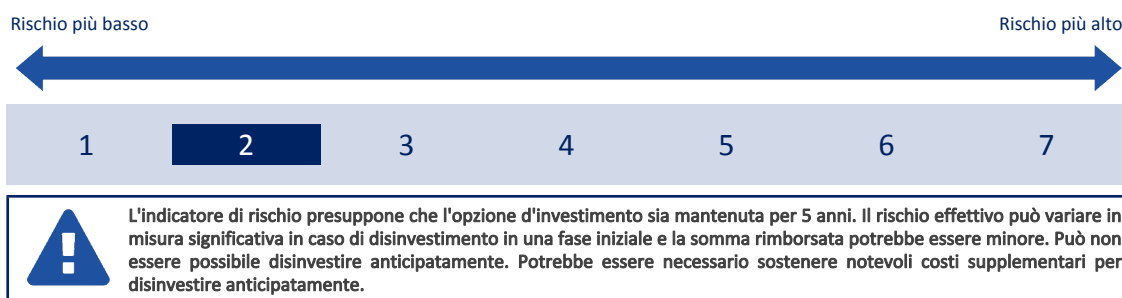 Rischio più basso Rischio più alto
1 2 3 4 5 6 7
L'indicatore di rischio presuppone che l'opzione d'investimento sia mantenuta per 5 anni. Il rischio effettivo può variare in
misura significativa in caso di disinvestimento in una fase iniziale e la somma rimborsata potrebbe essere minore. Può non
essere possibile disinvestire anticipatamente. Potrebbe essere necessario sostenere notevoli costi supplementari per
disinvestire anticipatamente.